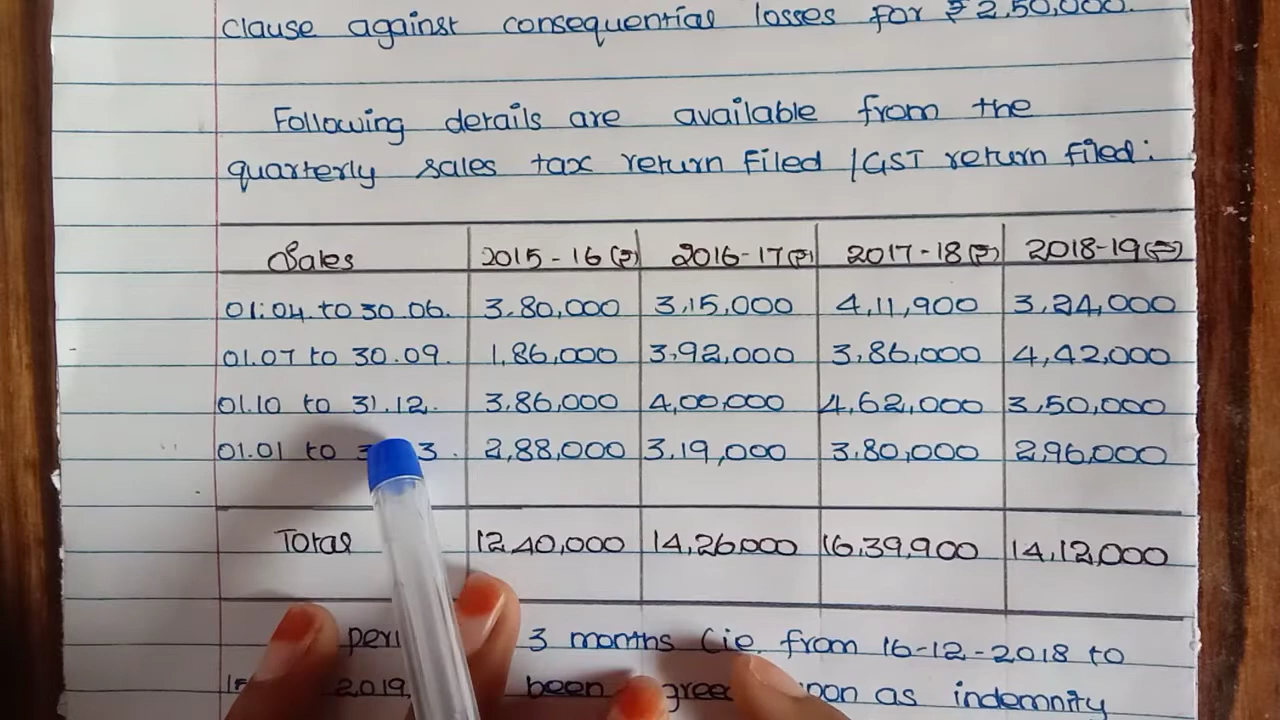 clause against consequential losses for ₹ 2,50,000.
Following details are available from the
quarterly sales tax return filed /GST return filed:
Sales 2015-16(₹) 2016-17(₹) 2017-18(₹) 2018-19(₹)
01.04 to 30.06. 3,80,000 3,15,000 4,11,900 3,24,000
01.07 to 30.09. 1,86,000 3,92,000 3,86,000 4,42,000
01.10 to 31.12. 3,86,000 4,00,000 4,62,000 3,50,000
01.01 to 2,88,000 3,19,000 3,80,000 2,96,000
Total 12,40,000 14,26,000 16,39,900 14,12,000
3 months (ie. from 16-12-2018 to
2019, been as indemnity